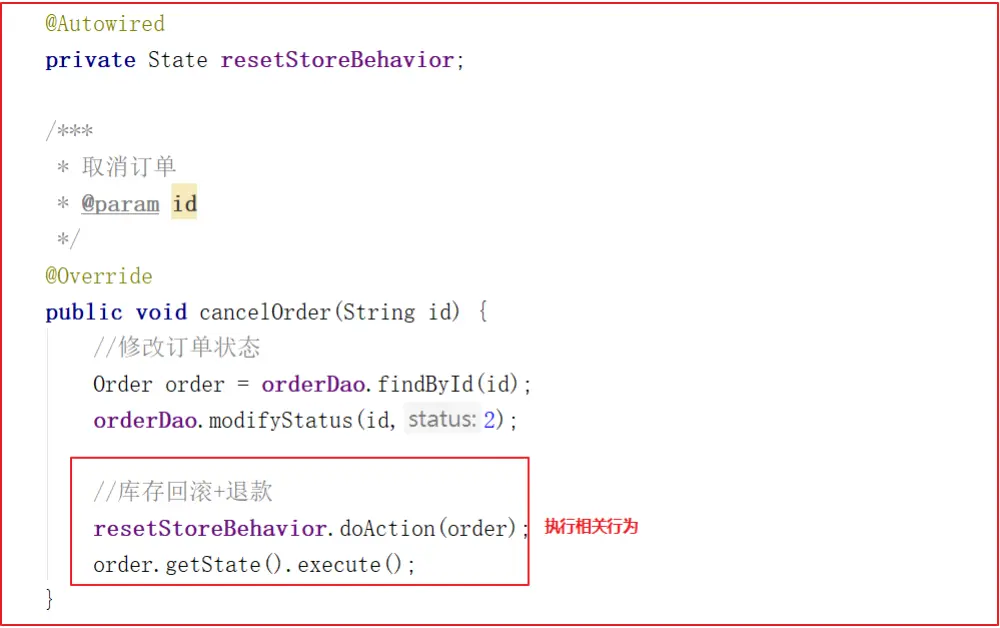 @Autowired
private State resetStoreBehavior;
/***
* 取消订单
* @param id
*/
@Override
public void cancelOrder(String id) {
//修改订单状态
Order order = orderDao.findById(id);
orderDao.modifyStatus(id, status: 2);
//库存回滚+退款
resetStoreBehavior.doAction(order); 执行相关行为
order.getState().execute();
}